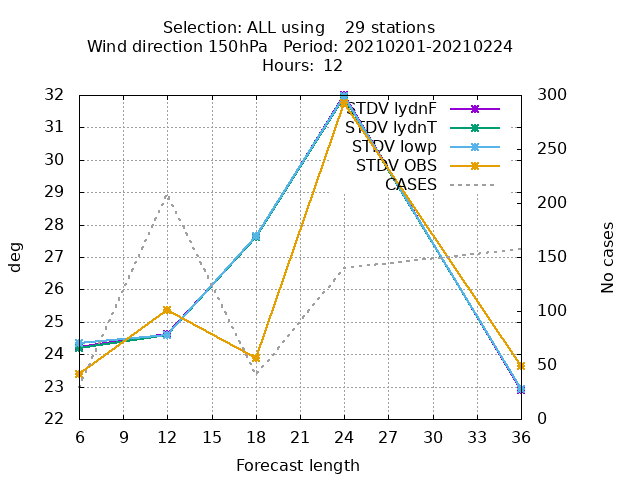 Selection: ALL using 29 stations
Wind direction 150hPa Period: 20210201-20210224
Hours: 12
32
31
30
29
28
27
26
25
24
23
22
deg
300
250
200
150
100
50
0
No cases
STDV lydnF
STDV lydnT
STDV lowp
STDV OBS
CASES
6 9 12 15 18 21 24 27 30 33 36
Forecast length